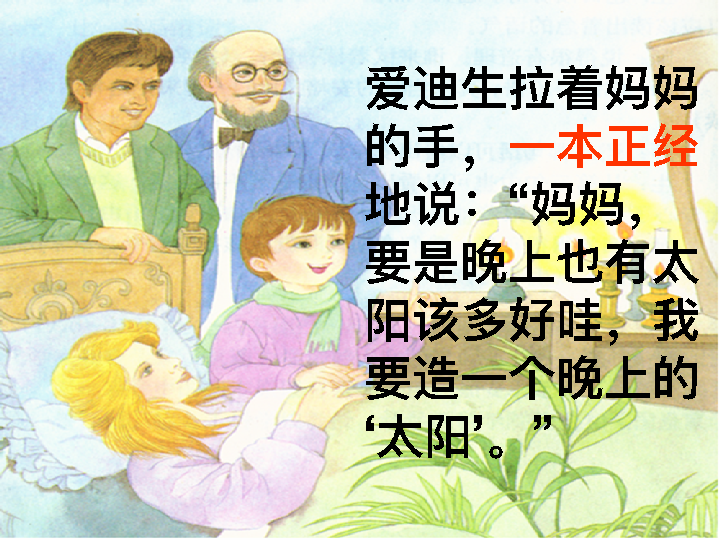 爱迪生拉着妈妈
的手，一本正经
地说：“妈妈，
要是晚上也有太
阳该多好哇，我
要造一个晚上的
‘太阳’。”